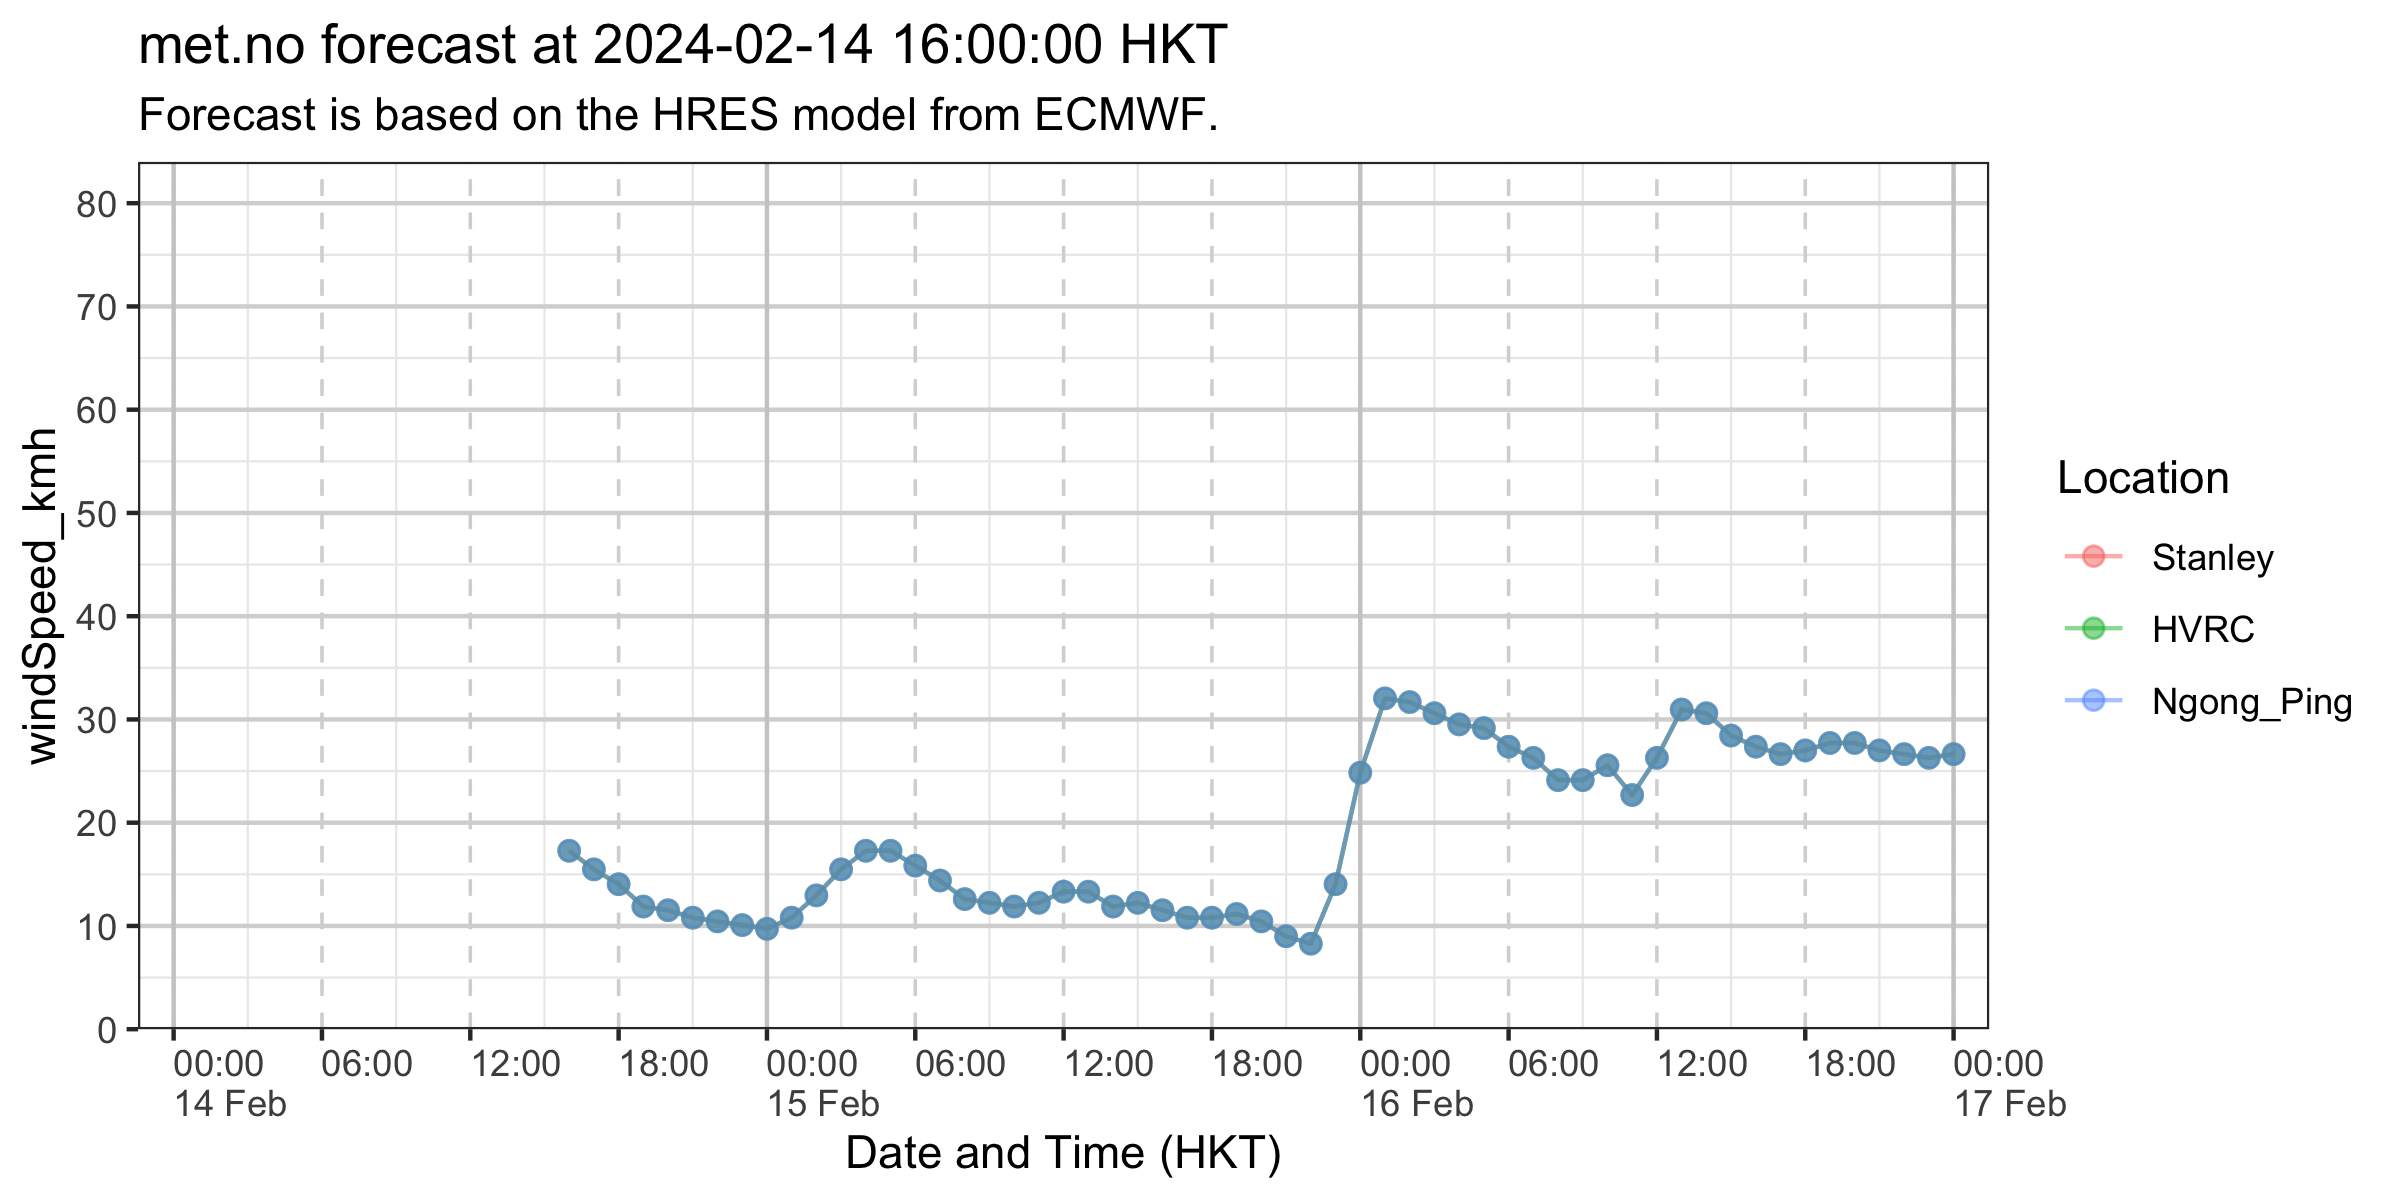 met.no forecast at 2024-02-14 16:00:00 HKT
Forecast is based on the HRES model from ECMWF.
windSpeed_kmh
80
70
60
50
40
30
20
10
0
00:00 06:00 12:00 18:00 00:00 06:00 12:00 18:00 00:00 06:00 12:00 18:00 00:00
14 Feb 15 Feb 16 Feb 17 Feb
Date and Time (HKT)
Location
Stanley
HVRC
Ngong_Ping